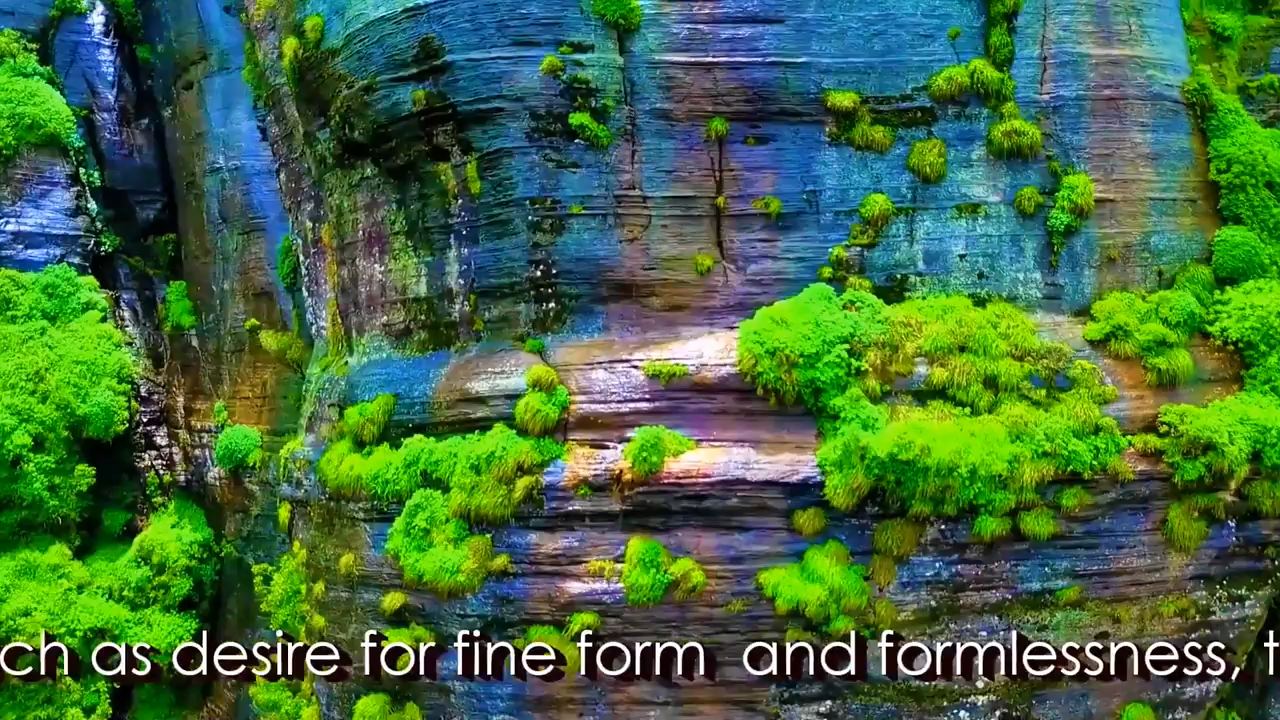 ch as desire for fine form and formlessness, t